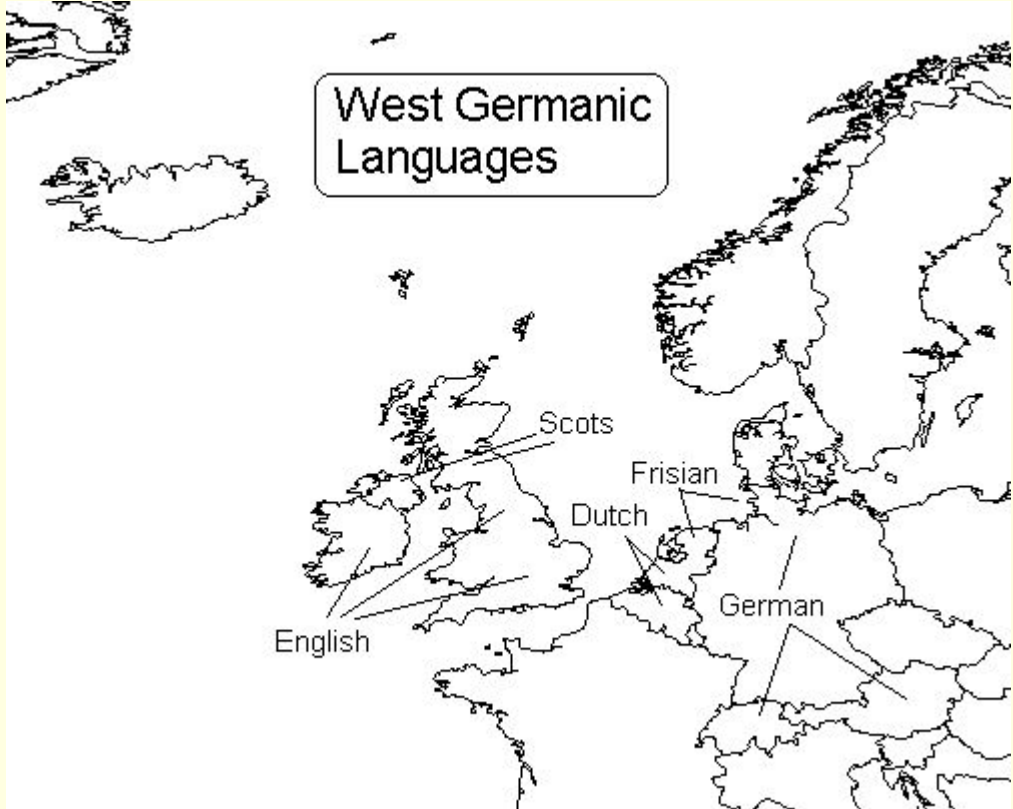 West Germanic
Languages
Scots
Frisian
Dutch
German
English